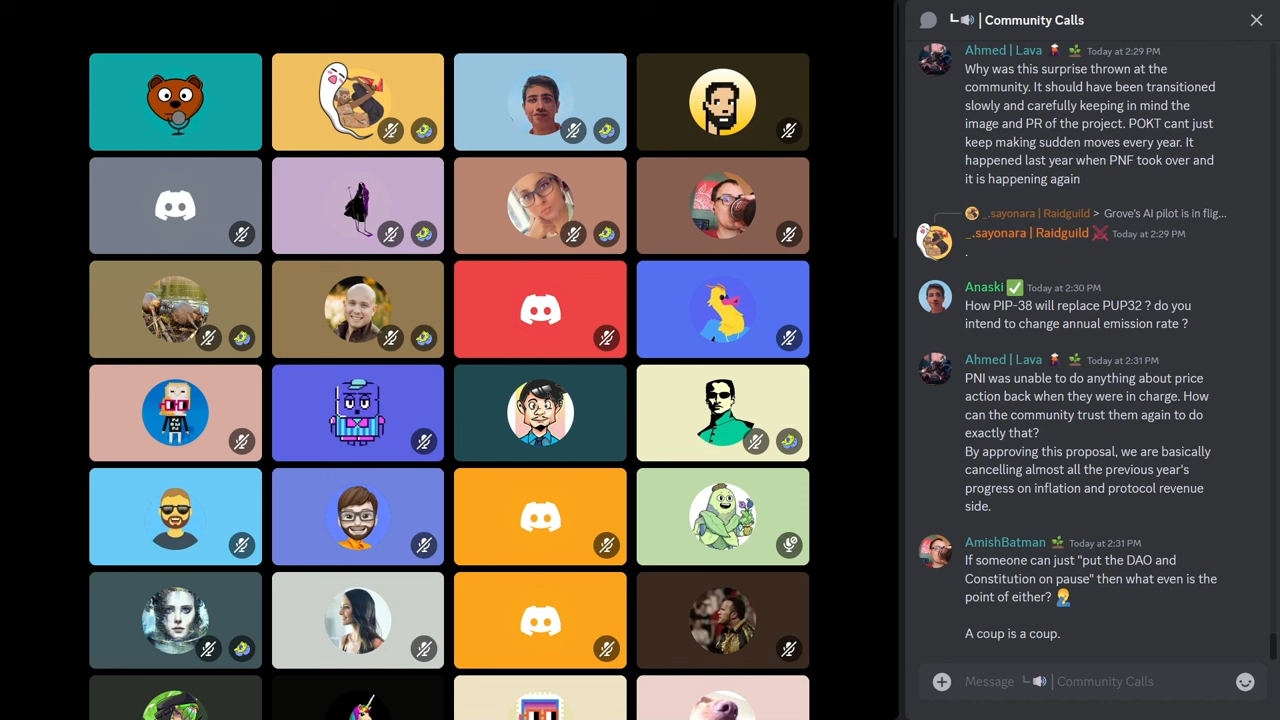 Community Calls
Ahmed | Lava Today at 2:29 PM
Why was this surprise thrown at the
community. It should have been transitioned
slowly and carefully keeping in mind the
image and PR of the project. POKT cant just
keep making sudden moves every year. It
happened last year when PNF took over and
it is happening again
_.sayonara | Raidguild > Grove's AI pilot is in flig...
_.sayonara | Raidguild Today at 2:29 PM
.
Anaski ✅ Today at 2:30 PM
How PIP-38 will replace PUP32 ? do you
intend to change annual emission rate ?
Ahmed | Lava Today at 2:31 PM
PNI was unable to do anything about price
action back when they were in charge. How
can the community trust them again to do
exactly that?
By approving this proposal, we are basically
cancelling almost all the previous year's
progress on inflation and protocol revenue
side.
AmishBatman Today at 2:31 PM
If someone can just "put the DAO and
Constitution on pause" then what even is the
point of either? 🤦‍♂️
A coup is a coup.
Message Community Calls